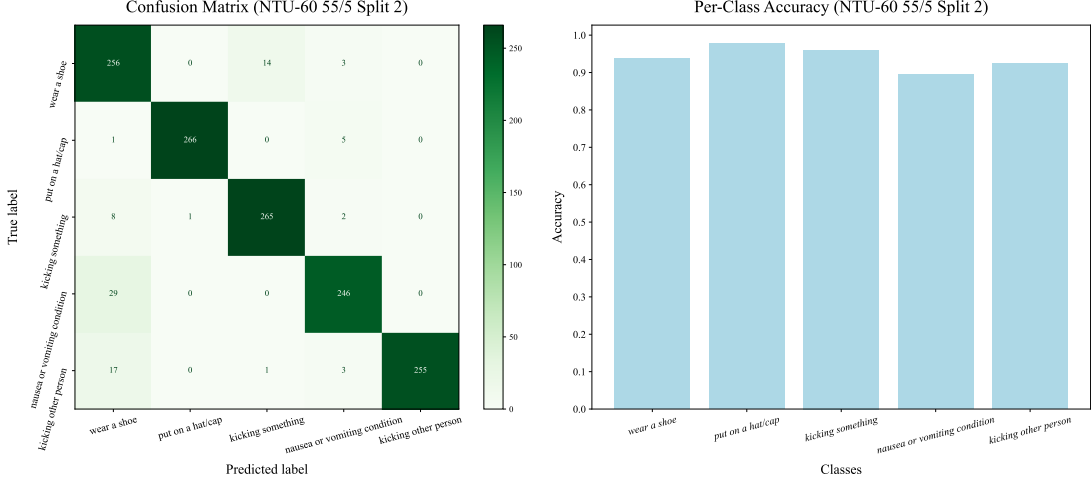 Confusion Matrix (NTU-60 55/5 Split 2)
True label
wear a shoe
256 0 14 3 0
put on a hat/cap
1 266 0 5 0
kicking something
8 1 265 2 0
nausea or vomiting condition
29 0 0 246 0
kicking other person
17 0 1 3 255
wear a shoe
put on a hat/cap
kicking something
nausea or vomiting condition
kicking other person
Predicted label
250
200
150
100
50
0
Per-Class Accuracy (NTU-60 55/5 Split 2)
Accuracy
1.0
0.9
0.8
0.7
0.6
0.5
0.4
0.3
0.2
0.1
0.0
wear a shoe
put on a hat/cap
kicking something
nausea or vomiting condition
kicking other person
Classes